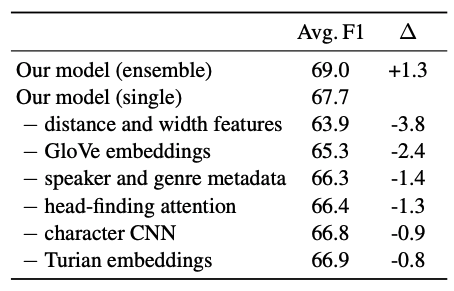 Avg. F1 Δ
Our model (ensemble) 69.0 +1.3
Our model (single) 67.7
− distance and width features 63.9 -3.8
− GloVe embeddings 65.3 -2.4
− speaker and genre metadata 66.3 -1.4
− head-finding attention 66.4 -1.3
− character CNN 66.8 -0.9
− Turian embeddings 66.9 -0.8